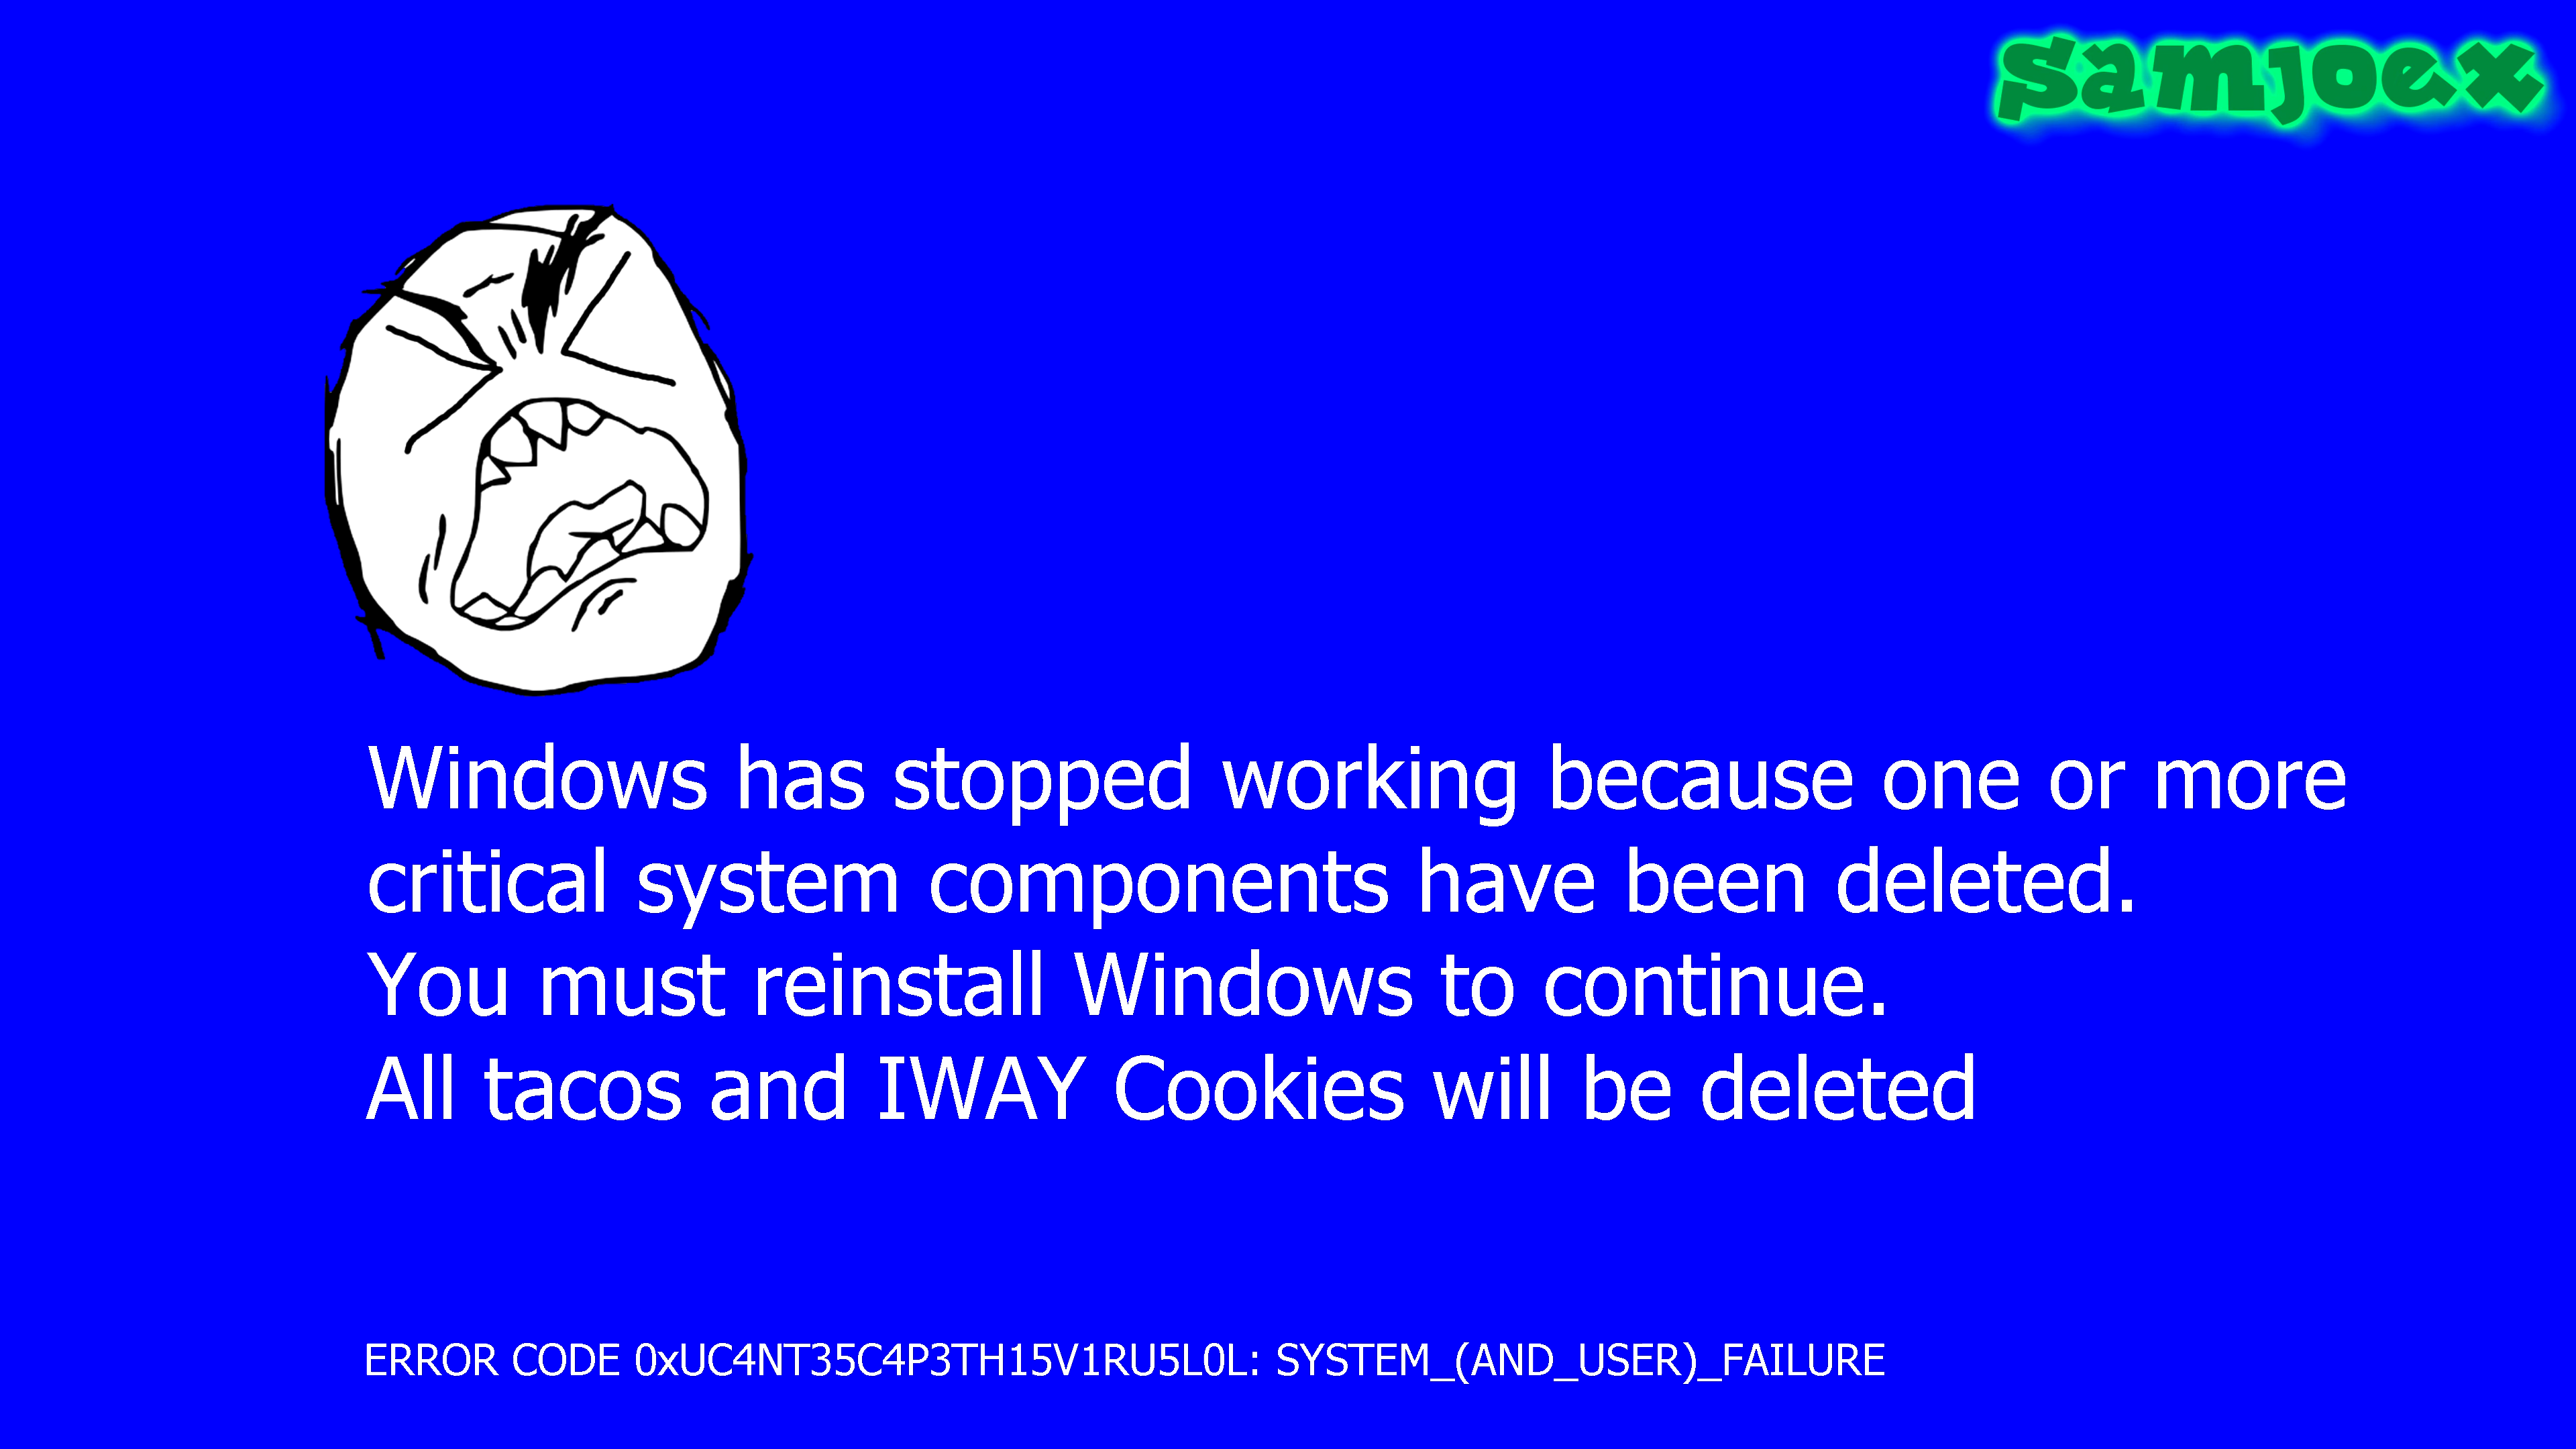 samjoex
Windows has stopped working because one or more
critical system components have been deleted.
You must reinstall Windows to continue.
All tacos and IWAY Cookies will be deleted
ERROR CODE 0xUC4NT35C4P3TH15V1RU5L0L: SYSTEM_(AND_USER)_FAILURE